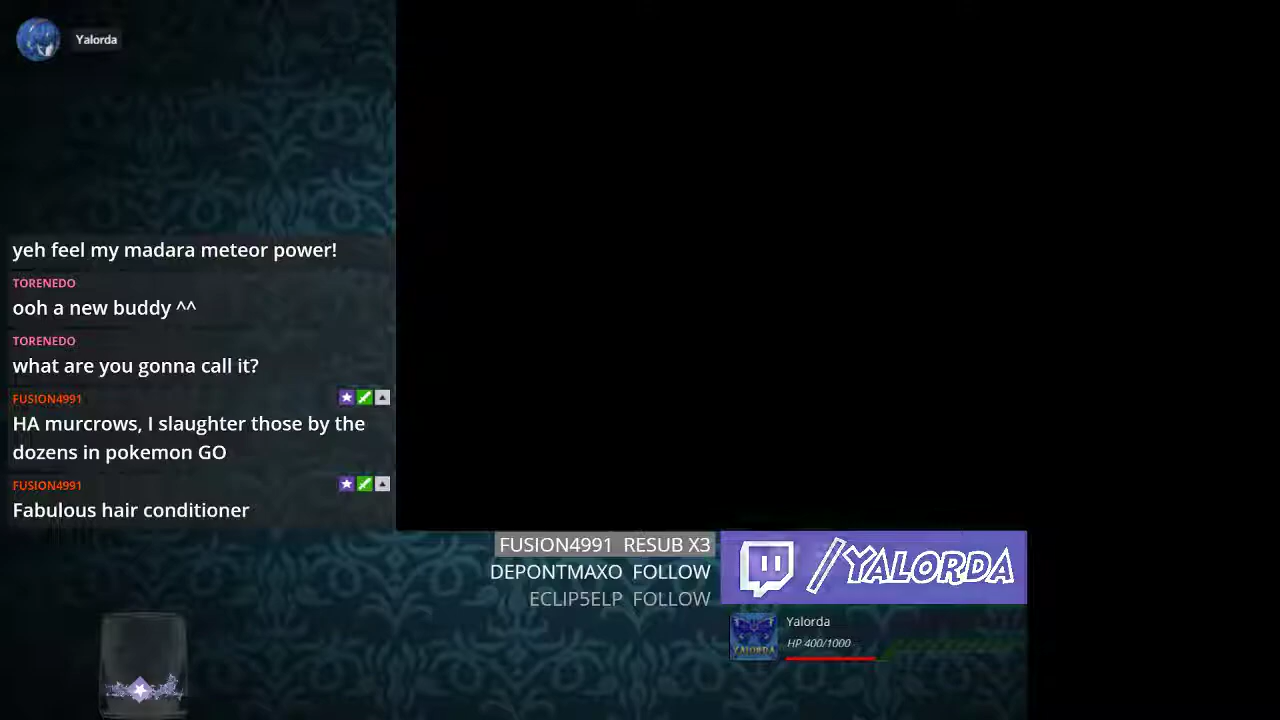 Yalorda
yeh feel my madara meteor power!
TORENEDO
ooh a new buddy ^^
TORENEDO
what are you gonna call it?
FUSION4991
HA murcrows, I slaughter those by the
dozens in pokemon GO
FUSION4991
Fabulous hair conditioner
FUSION4991 RESUB X3
DEPONTMAXO FOLLOW
ECLIP5ELP FOLLOW
/YALORDA
YALORDA
Yalorda
HP 400/1000